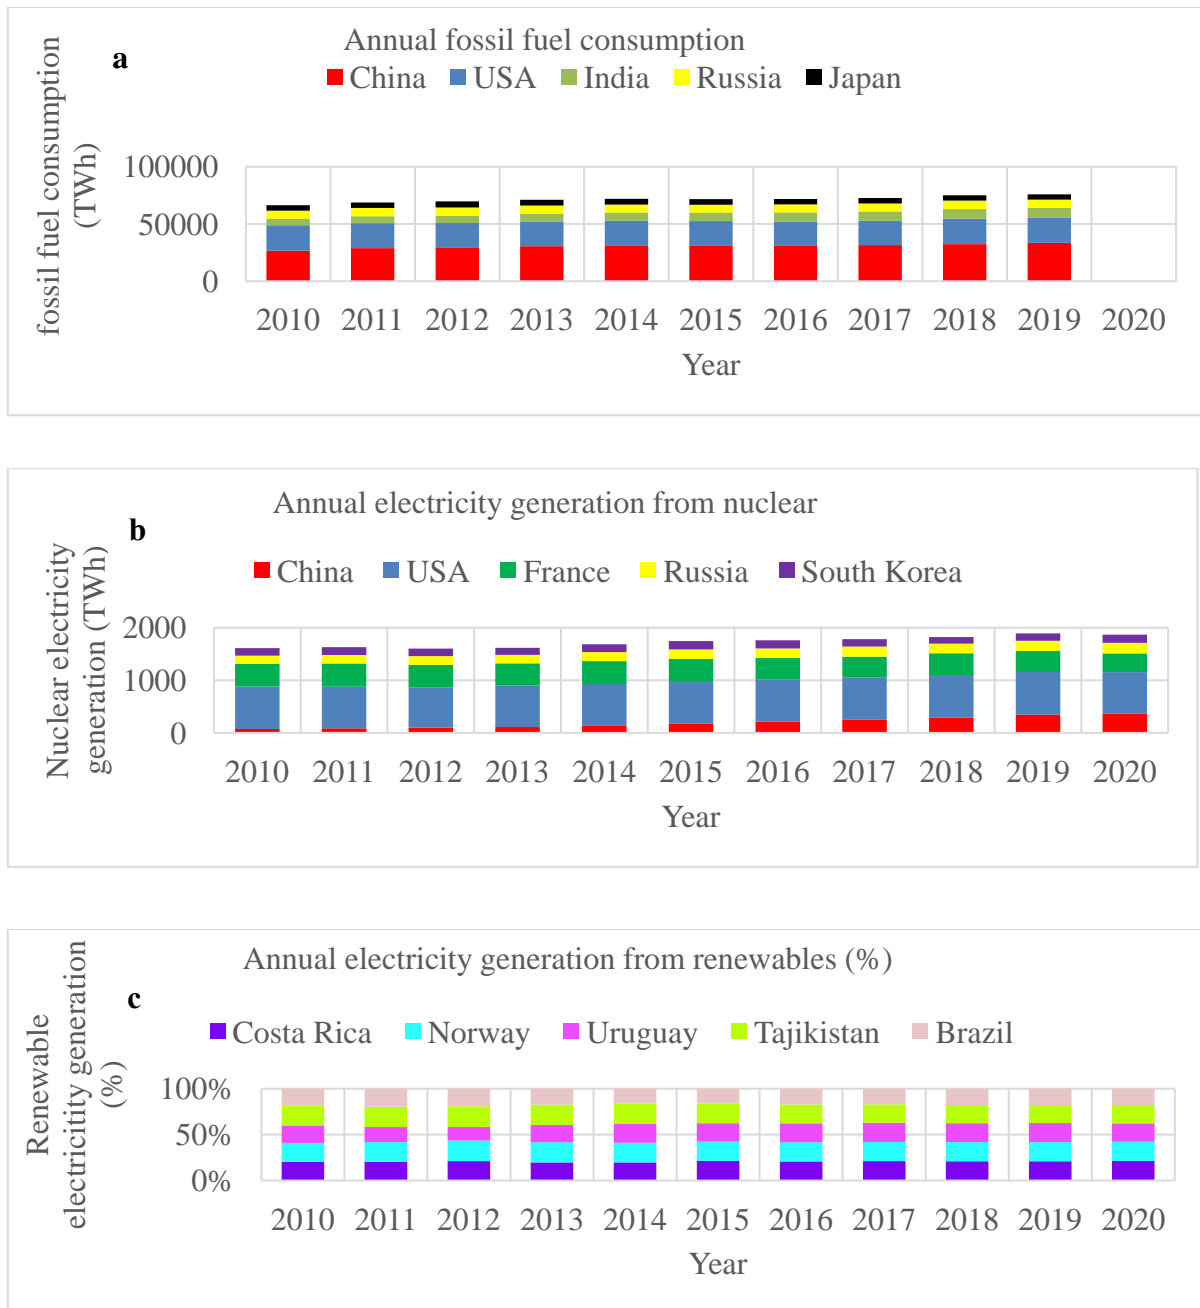 Annual fossil fuel consumption
a
China USA India Russia Japan
fossil fuel consumption
(TWh)
100000
50000
0
2010 2011 2012 2013 2014 2015 2016 2017 2018 2019 2020
Year
Annual electricity generation from nuclear
b
China USA France Russia South Korea
Nuclear electricity
generation (TWh)
2000
1000
0
2010 2011 2012 2013 2014 2015 2016 2017 2018 2019 2020
Year
Annual electricity generation from renewables (%)
c
Costa Rica Norway Uruguay Tajikistan Brazil
Renewable
electricitity generation
(%)
100%
50%
0%
2010 2011 2012 2013 2014 2015 2016 2017 2018 2019 2020
Year